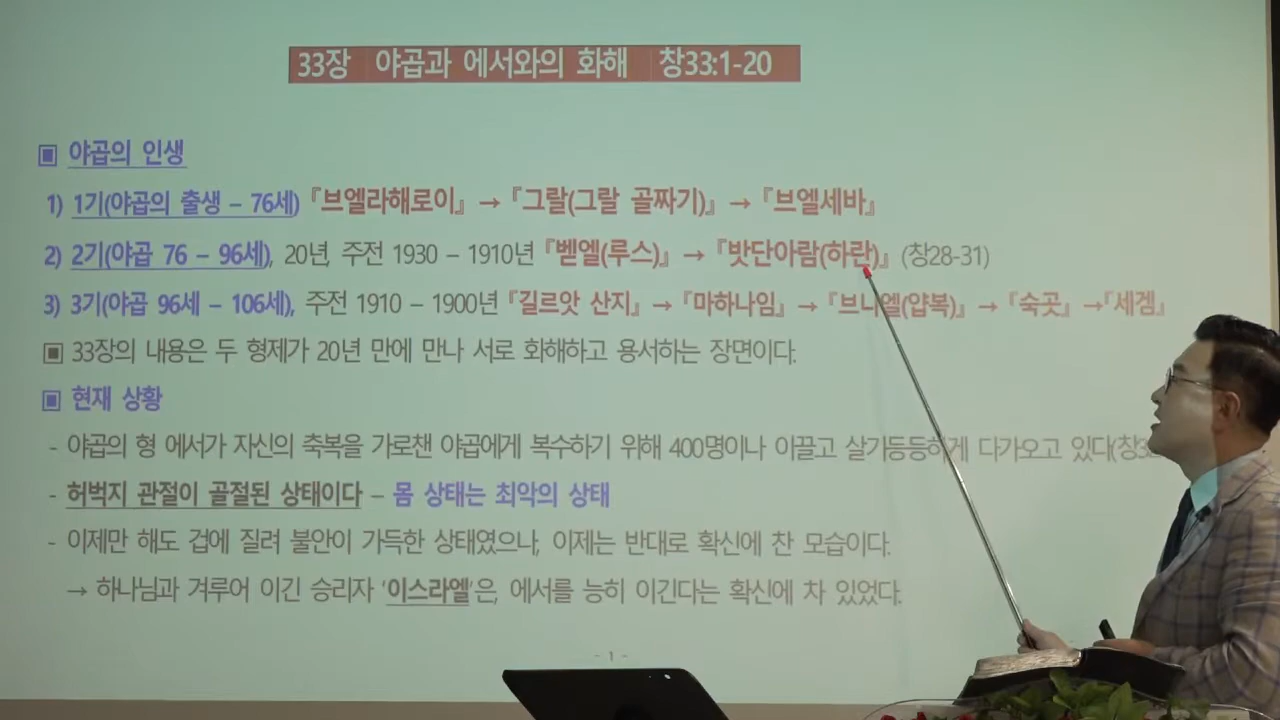 33장 야곱과 에서와의 화해 창33:1-20
▣ 야곱의 인생
1) 1기(야곱의 출생 – 76세)『브엘라해로이』→『그랄(그랄 골짜기)』→『브엘세바』
2) 2기(야곱 76 – 96세), 20년, 주전 1930 – 1910년『벧엘(루스)』→『밧단아람(하란)』(창28-31)
3) 3기(야곱 96세 – 106세), 주전 1910 – 1900년『길르앗 산지』→『마하나임』→『브니엘(얍복)』→『숙곳』→『세겜』
▣ 33장의 내용은 두 형제가 20년 만에 만나 서로 화해하고 용서하는 장면이다.
▣ 현재 상황
- 야곱의 형 에서가 자신의 축복을 가로챈 야곱에게 복수하기 위해 400명이나 이끌고 살기등등하게 다가오고 있다(창3
- 허벅지 관절이 골절된 상태이다 – 몸 상태는 최악의 상태
- 이제만 해도 겁에 질려 불안이 가득한 상태였으나, 이제는 반대로 확신에 찬 모습이다.
→ 하나님과 겨루어 이긴 승리자 '이스라엘'은, 에서를 능히 이긴다는 확신에 차 있었다.
- 1 -